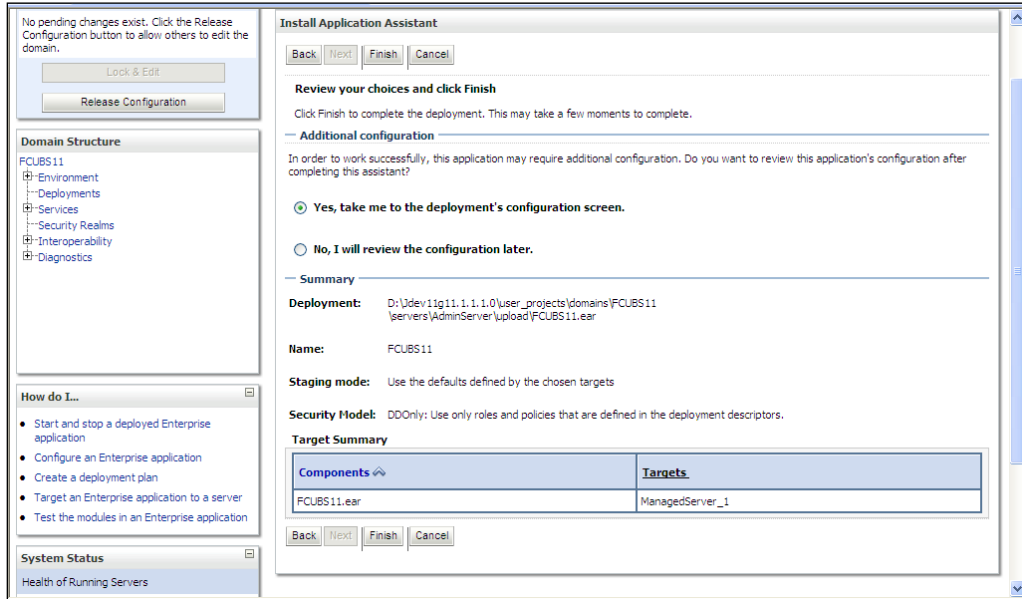 No pending changes exist. Click the Release
Configuration button to allow others to edit the
domain.
Lock & Edit
Release Configuration
Domain Structure
FCUBS11
Environment
Deployments
Services
Security Realms
Interoperability
Diagnostics
How do I...
Start and stop a deployed Enterprise
application
Configure an Enterprise application
Create a deployment plan
Target an Enterprise application to a server
Test the modules in an Enterprise application
System Status
Health of Running Servers
Install Application Assistant
Back Next Finish Cancel
Review your choices and click Finish
Click Finish to complete the deployment. This may take a few moments to complete.
Additional configuration
In order to work successfully, this application may require additional configuration. Do you want to review this application's configuration after
completing this assistant?
Yes, take me to the deployment's configuration screen.
No, I will review the configuration later.
Summary
Deployment: D:\Jdev11g11.1.1.1.0\user_projects\domains\FCUBS11
\servers\AdminServer\upload\FCUBS11.ear
Name: FCUBS11
Staging mode: Use the defaults defined by the chosen targets
Security Model: DDOnly: Use only roles and policies that are defined in the deployment descriptors.
Target Summary
Components Targets
FCUBS11.ear ManagedServer_1
Back Next Finish Cancel